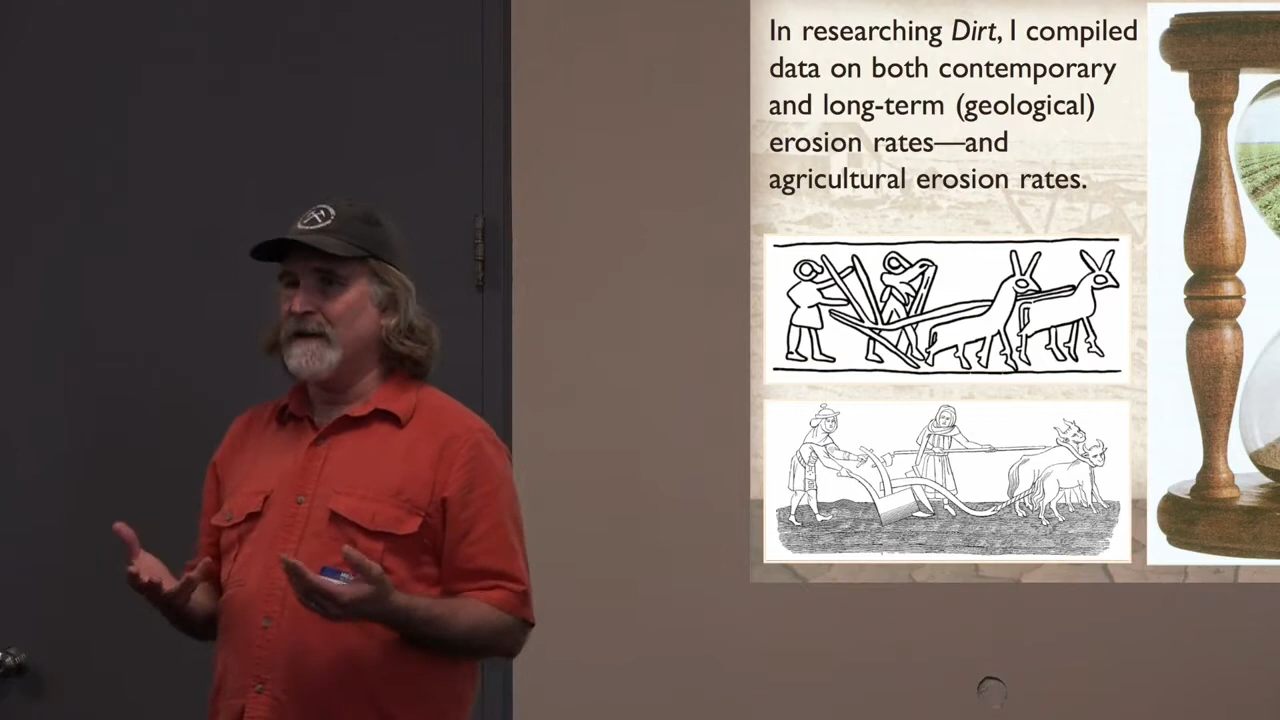 In researching Dirt, I compiled
data on both contemporary
and long-term (geological)
erosion rates—and
agricultural erosion rates.